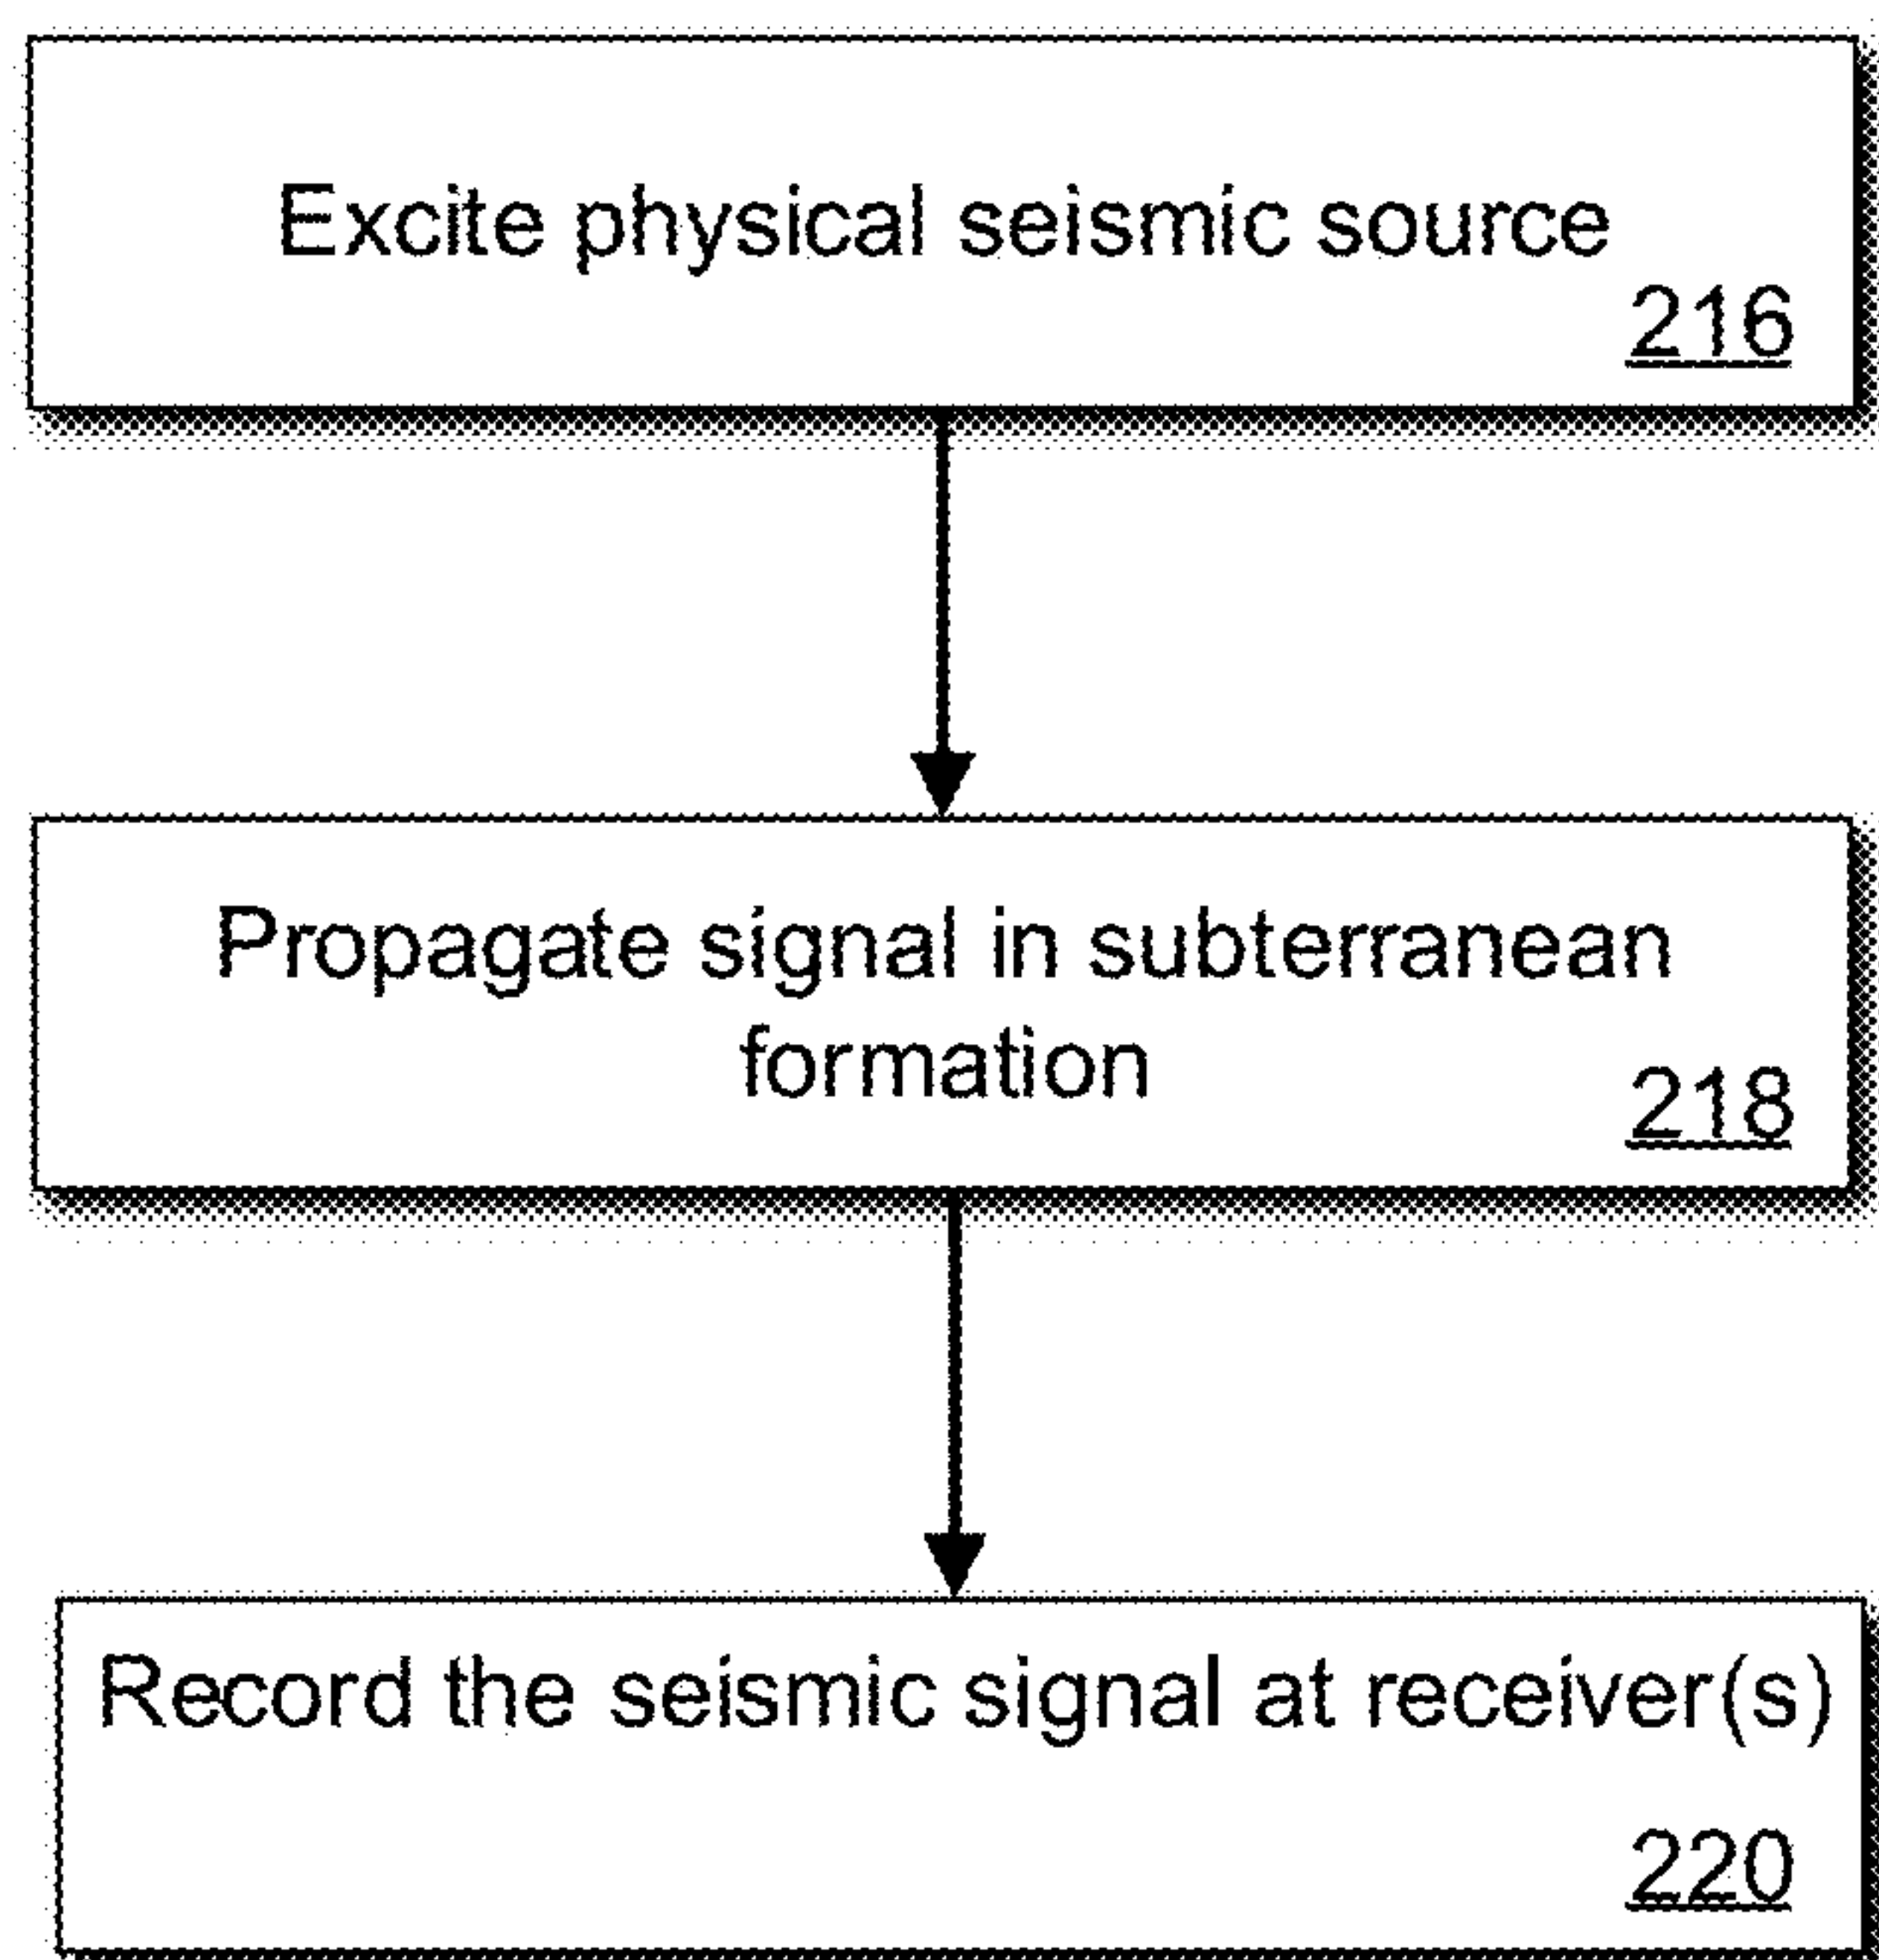 Excite physical seismic source
216
Propagate signal in subterranean
formation
218
Record the seismic signal at receiver(s)
220